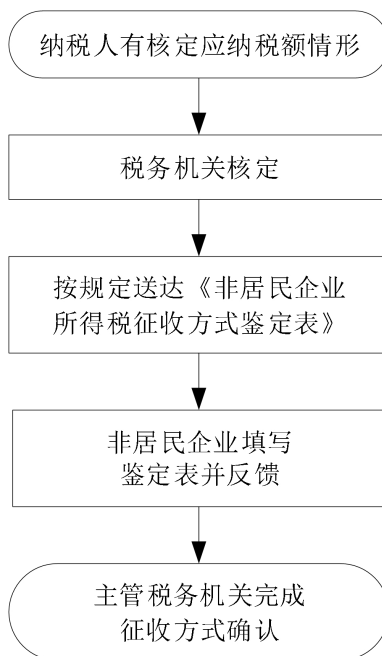 纳税人有核定应纳税额情形
税务机关核定
按规定送达《非居民企业
所得税征收方式鉴定表》
非居民企业填写
鉴定表并反馈
主管税务机关完成
征收方式确认